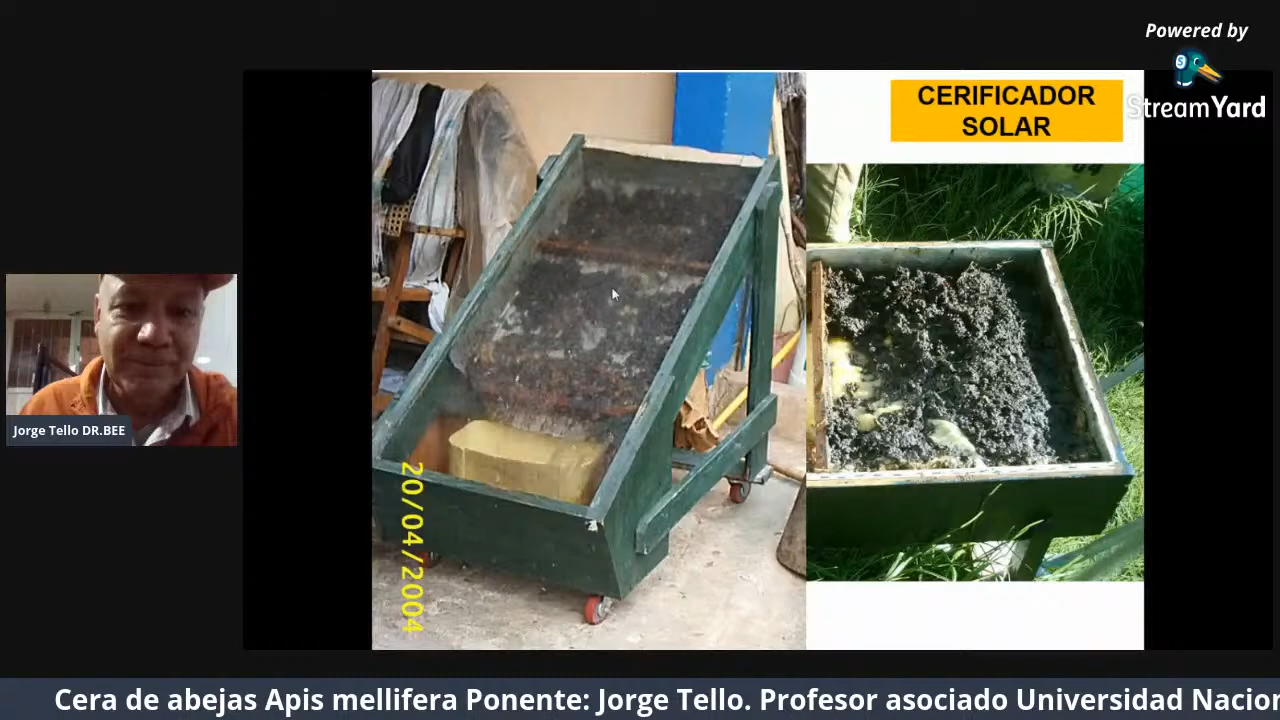 Powered by
StreamYard
CERIFICADOR
SOLAR
Jorge Tello DR.BEE
20/04/2004
Cera de abejas Apis mellifera Ponente: Jorge Tello. Profesor asociado Universidad Nacior